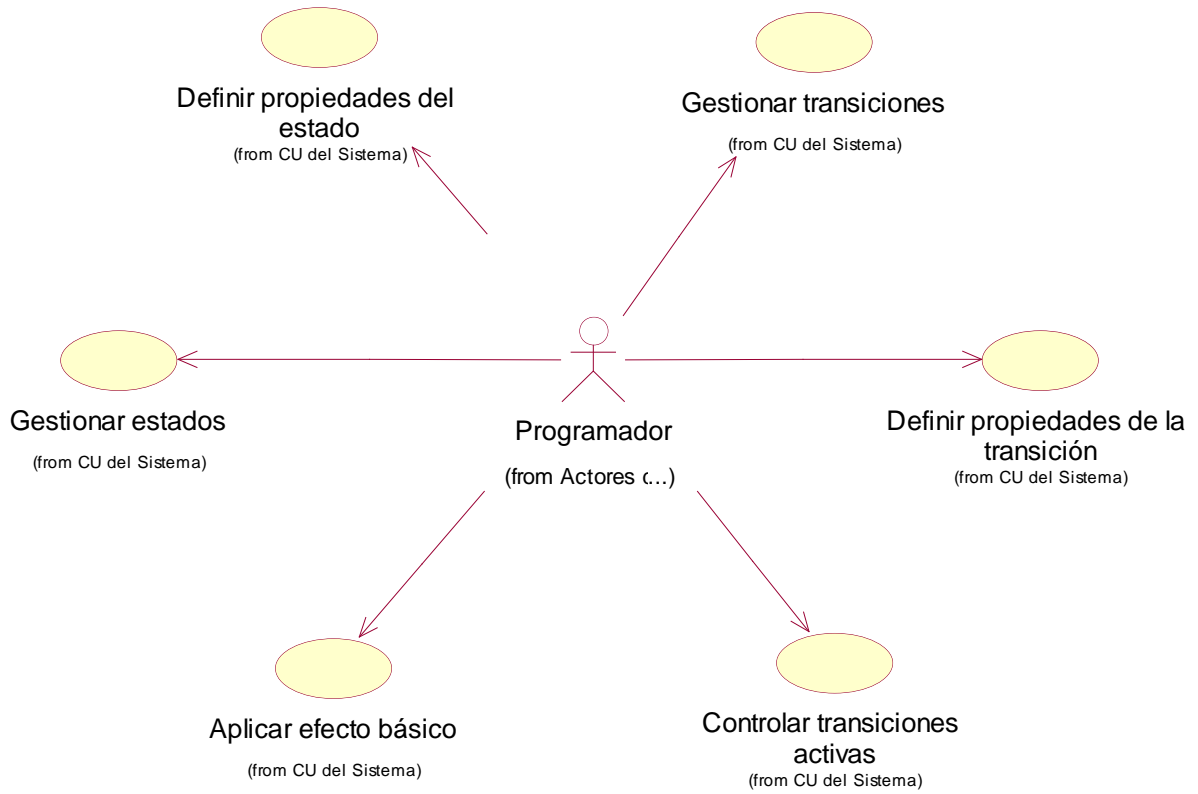 Definir propiedades del
estado
(from CU del Sistema)
Gestionar transiciones
(from CU del Sistema)
Gestionar estados
(from CU del Sistema)
Programador
(from Actores d...)
Definir propiedades de la
transición
(from CU del Sistema)
Aplicar efecto básico
(from CU del Sistema)
Controlar transiciones
activas
(from CU del Sistema)